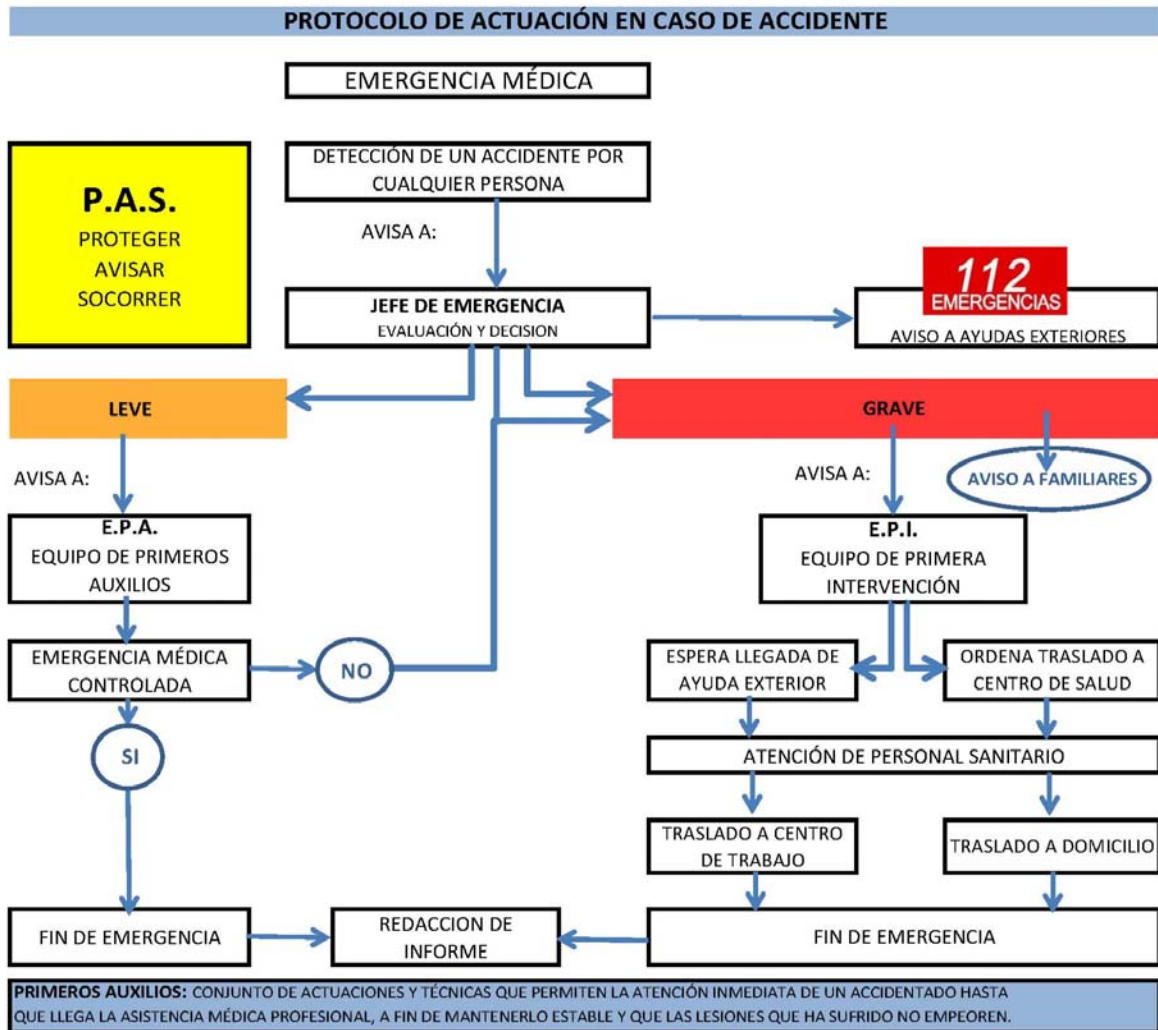 PROTOCOLO DE ACTUACIÓN EN CASO DE ACCIDENTE
EMERGENCIA MÉDICA
P.A.S.
PROTEGER
AVISAR
SOCORRER
DETECCIÓN DE UN ACCIDENTE POR
CUALQUIER PERSONA
AVISA A:
JEFE DE EMERGENCIA
EVALUACIÓN Y DECISION
112
EMERGENCIAS
AVISO A AYUDAS EXTERIORES
LEVE
GRAVE
AVISA A:
AVISA A:
AVISO A FAMILIARES
E.P.A.
EQUIPO DE PRIMEROS
AUXILIOS
E.P.I.
EQUIPO DE PRIMERA
INTERVENCIÓN
EMERGENCIA MÉDICA
CONTROLADA
NO
ESPERA LLEGADA DE
AYUDA EXTERIOR
ORDENA TRASLADO A
CENTRO DE SALUD
SI
ATENCIÓN DE PERSONAL SANITARIO
TRASLADO A CENTRO
DE TRABAJO
TRASLADO A DOMICILIO
FIN DE EMERGENCIA
REDACCION DE
INFORME
FIN DE EMERGENCIA
PRIMEROS AUXILIOS: CONJUNTO DE ACTUACIONES Y TÉCNICAS QUE PERMITEN LA ATENCIÓN INMEDIATA DE UN ACCIDENTADO HASTA
QUE LLEGA LA ASISTENCIA MÉDICA PROFESIONAL, A FIN DE MANTENERLO ESTABLE Y QUE LAS LESIONES QUE HA SUFRIDO NO EMPEOREN.